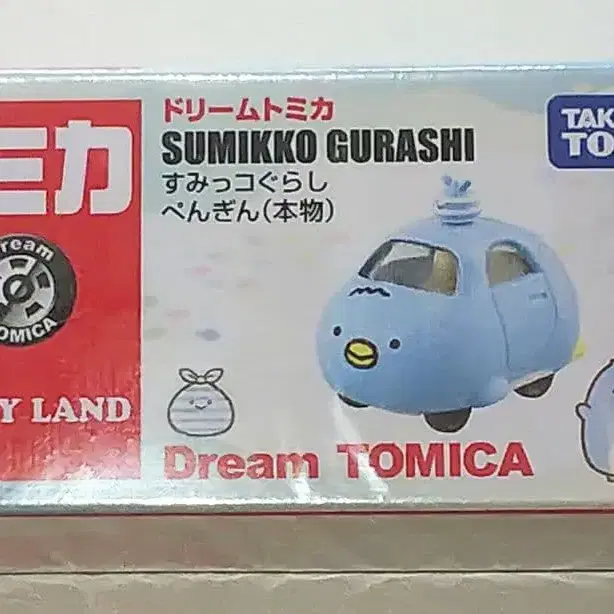 ミカ
Dream
TOMICA
Y LAND
ドリームトミカ
SUMIKKO GURASHI
すみっコぐらし
ぺんぎん(本物)
TAK
TO
Dream TOMICA